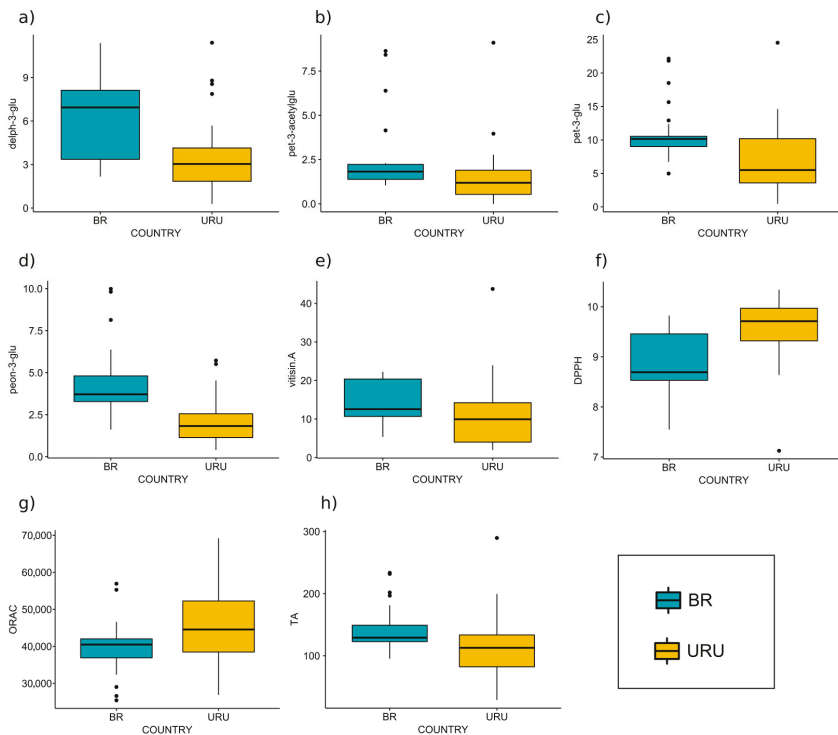 a)
delph-3-glu
9
6
3
0
BR
URU
COUNTRY
b)
pet-3-acetylglu
7.5
5.0
2.5
0.0
BR
URU
COUNTRY
c)
pet-3-glu
25
20
15
10
5
0
BR
URU
COUNTRY
d)
peon-3-glu
10.0
7.5
5.0
2.5
0.0
BR
URU
COUNTRY
e)
vitisin.A
40
30
20
10
0
BR
URU
COUNTRY
f)
DPPH
10
9
8
7
BR
URU
COUNTRY
g)
ORAC
70,000
60,000
50,000
40,000
30,000
BR
URU
COUNTRY
h)
TA
300
200
100
BR
URU
COUNTRY
BR
URU